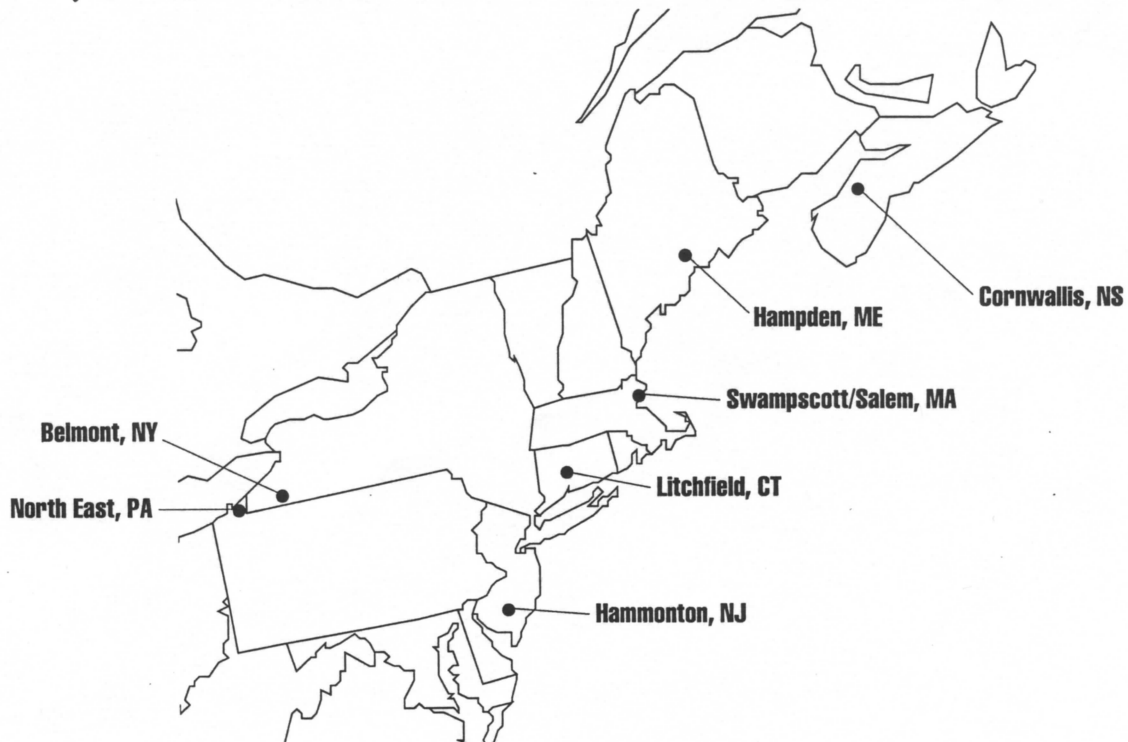 Cornwallis, NS
Hampden, ME
Swampscott/Salem, MA
Belmont, NY
Litchfield, CT
North East, PA
Hammonton, NJ